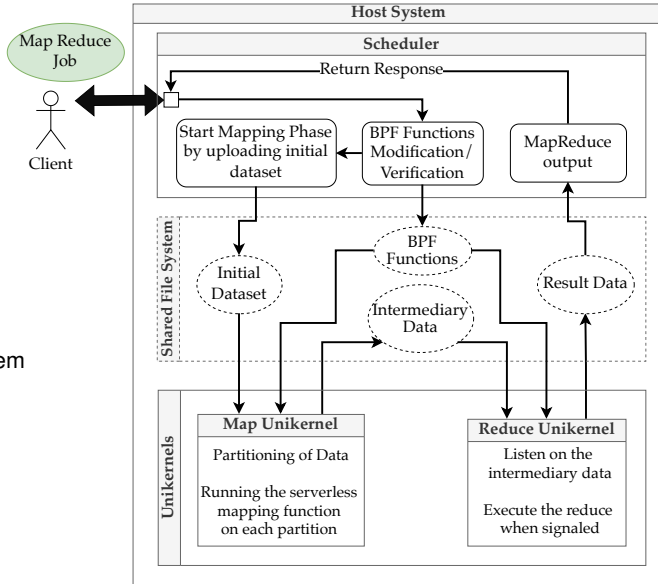 Host System
Map Reduce
Job
Client
Scheduler
Return Response
Start Mapping Phase
by uploading initial
dataset
BPF Functions
Modification/
Verification
MapReduce
output
Shared File System
Initial
Dataset
BPF
Functions
Intermediary
Data
Result Data
em
Unikernels
Map Unikernel
Partitioning of Data
Running the serverless
mapping function
on each partition
Reduce Unikernel
Listen on the
intermediary data
Execute the reduce
when signaled